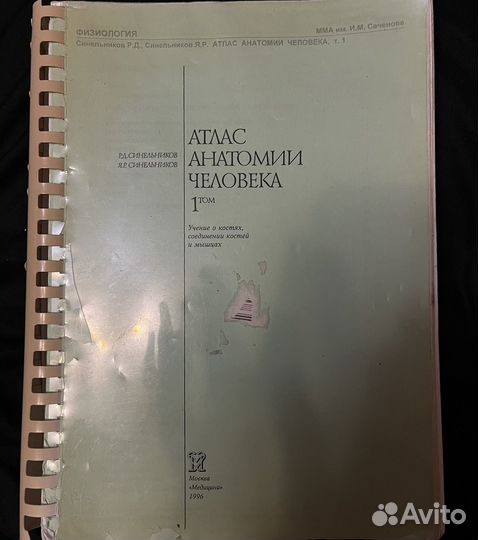 ФИЗИОЛОГИЯ
ММА им. И.М. Сеченова
Синельников Р.Д., Синельников Я.Р. АТЛАС АНАТОМИИ ЧЕЛОВЕКА, т. 1
Р.Д.СИНЕЛЬНИКОВ
Я.Р. СИНЕЛЬНИКОВ
АТЛАС
АНАТОМИИ
ЧЕЛОВЕКА
1 ТОМ
Учение о костях,
соединении костей
и мышцах
Москва
«Медицина»
1996
Avito